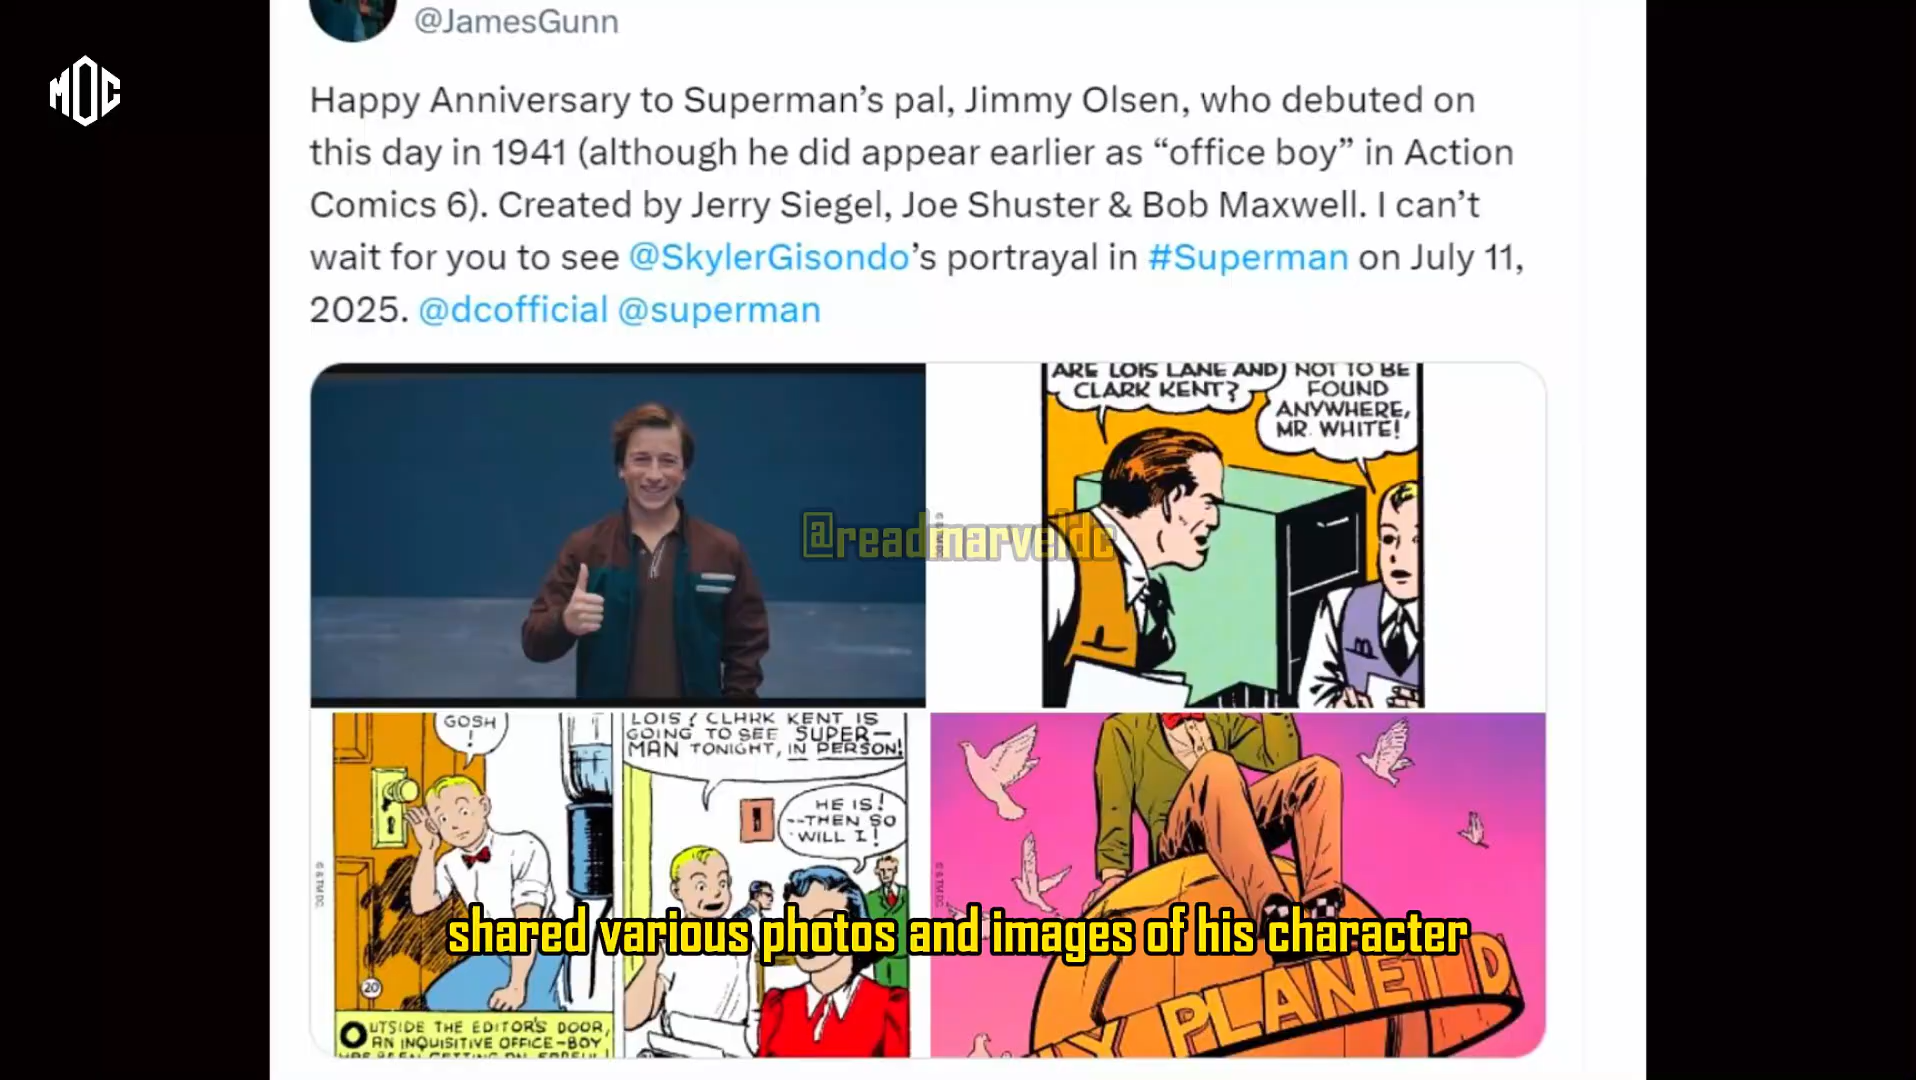 @JamesGunn
MOC
Happy Anniversary to Superman’s pal, Jimmy Olsen, who debuted on
this day in 1941 (although he did appear earlier as “office boy” in Action
Comics 6). Created by Jerry Siegel, Joe Shuster & Bob Maxwell. I can’t
wait for you to see @SkylerGisondo’s portrayal in #Superman on July 11,
2025. @dcofficial @superman
ARE LOIS LANE AND
CLARK KENT?
NOT TO BE
FOUND
ANYWHERE,
MR. WHITE!
@readmarveldc
GOSH
!
LOIS! CLARK KENT IS
GOING TO SEE SUPER-
MAN TONIGHT, IN PERSON!
HE IS!
--THEN SO
WILL I!
shared various photos and images of his character
20
OUTSIDE THE EDITOR'S DOOR,
AN INQUISITIVE OFFICE-BOY
LY PLANET D